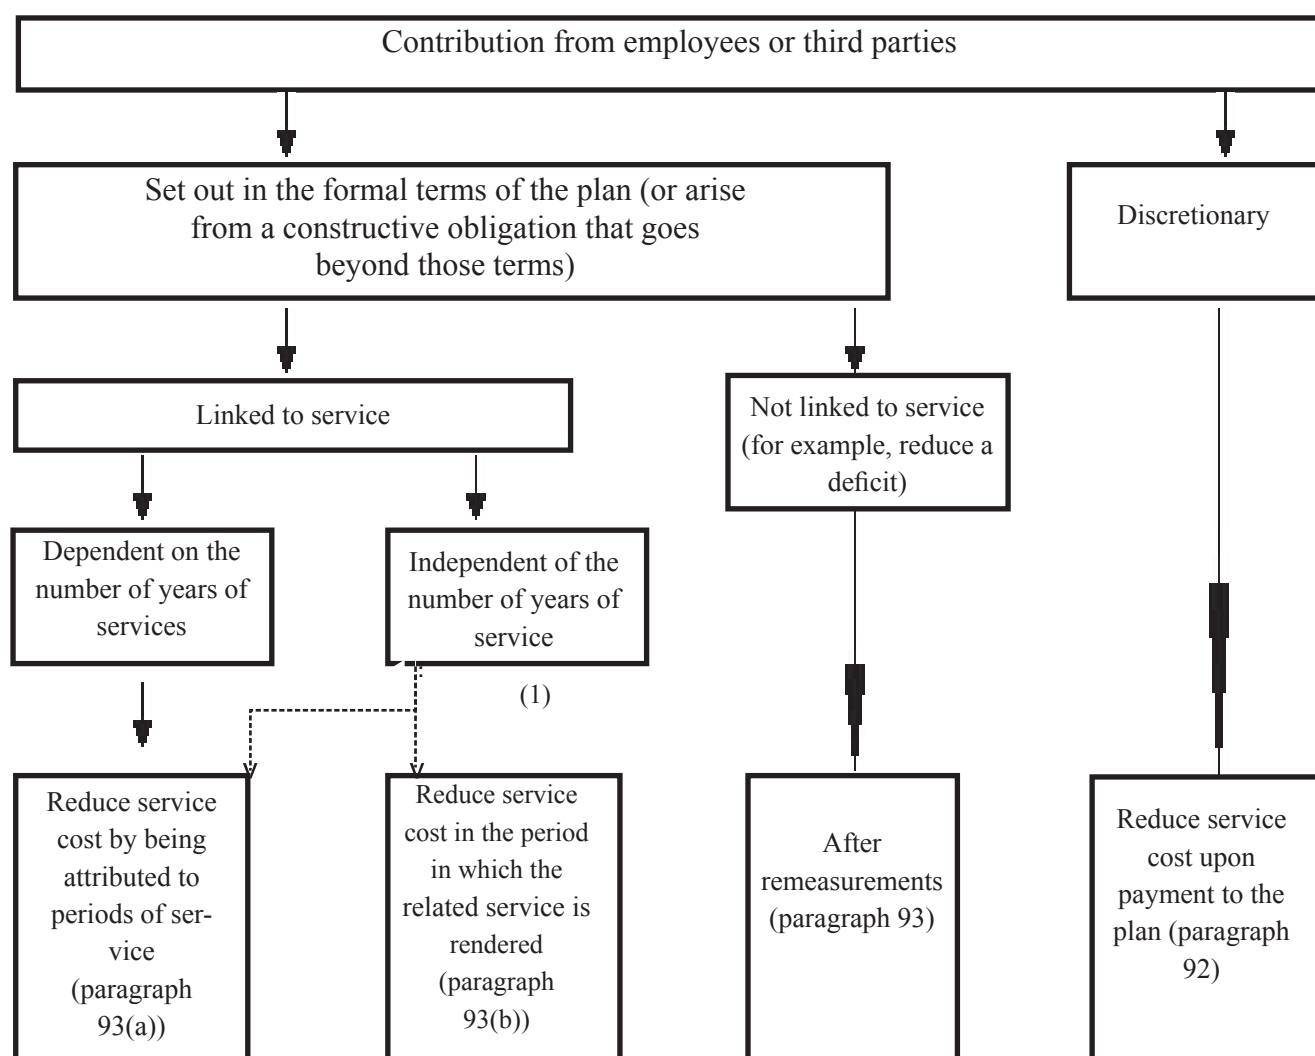 Contribution from employees or third parties
Set out in the formal terms of the plan (or arise
from a constructive obligation that goes
beyond those terms)
Discretionary
Linked to service
Not linked to service
(for example, reduce a
deficit)
Dependent on the
number of years of
services
Independent of the
number of years of
service
(1)
Reduce service
cost by being
attributed to
periods of ser-
vice
(paragraph
93(a))
Reduce service
cost in the period
in which the
related service is
rendered
(paragraph
93(b))
After
remeasurements
(paragraph 93)
Reduce service
cost upon
payment to the
plan (paragraph
92)